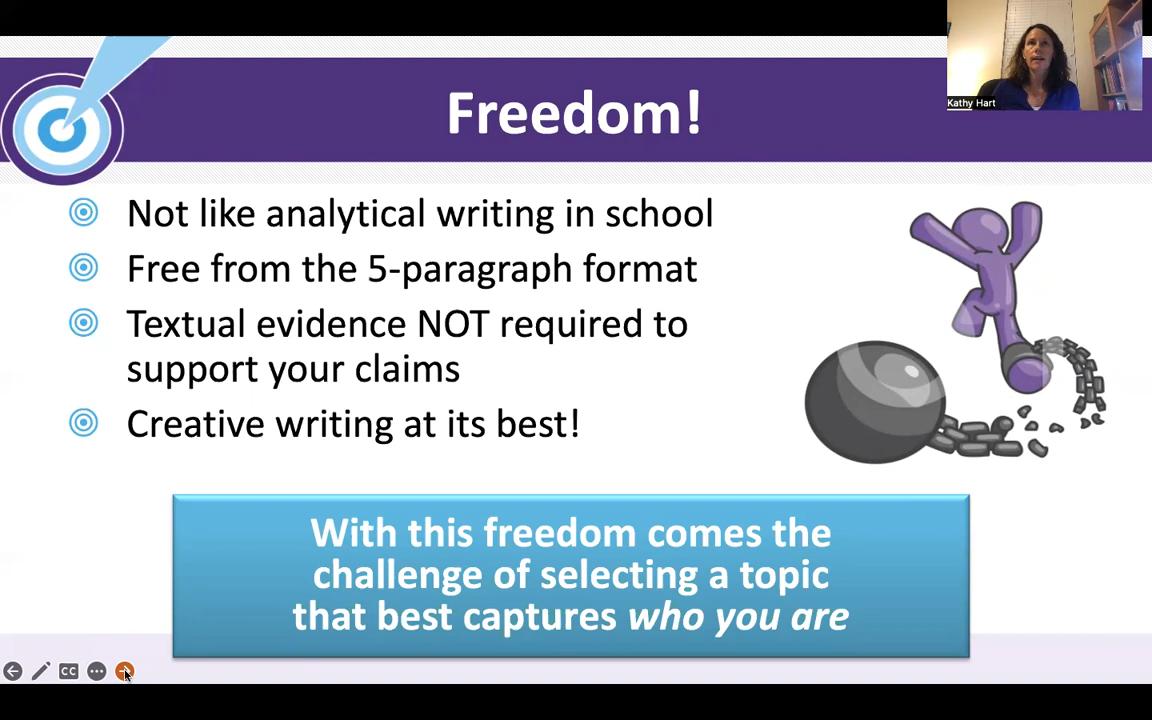 Kathy Hart
Freedom!
Not like analytical writing in school
Free from the 5-paragraph format
Textual evidence NOT required to
support your claims
Creative writing at its best!
With this freedom comes the
challenge of selecting a topic
that best captures who you are
CC